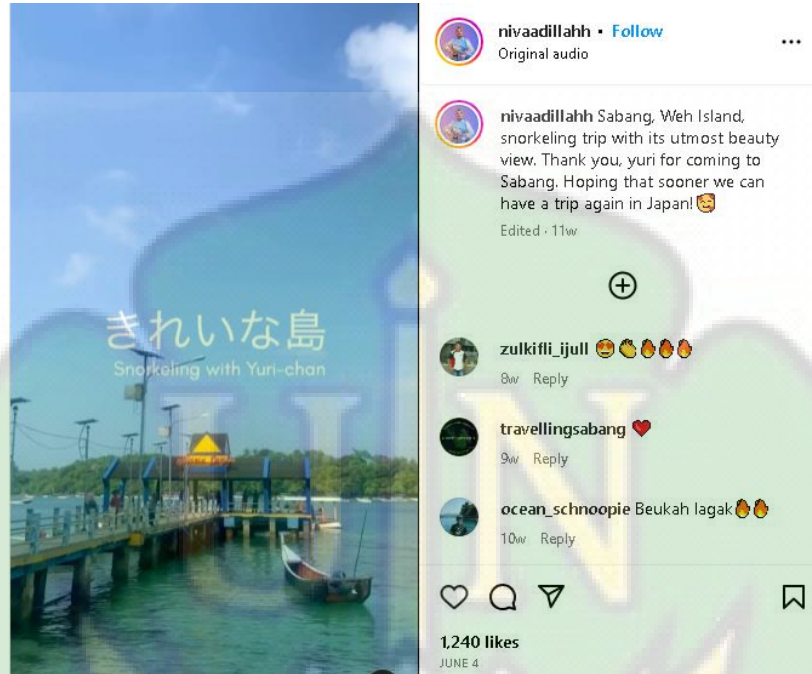 nivaadillahh • Follow
Original audio
nivaadillahh Sabang, Weh Island,
snorkeling trip with its utmost beauty
view. Thank you, yuri for coming to
Sabang. Hoping that sooner we can
have a trip again in Japan!🥰
Edited · 11w
きれいな島
Snorkeling with Yuri-chan
zulkifli_ijull 😍👏🔥🔥🔥
8w Reply
travellingsabang ❤️
9w Reply
ocean_schnoopie Beukah lagak🔥🔥
10w Reply
1,240 likes
JUNE 4
UIN